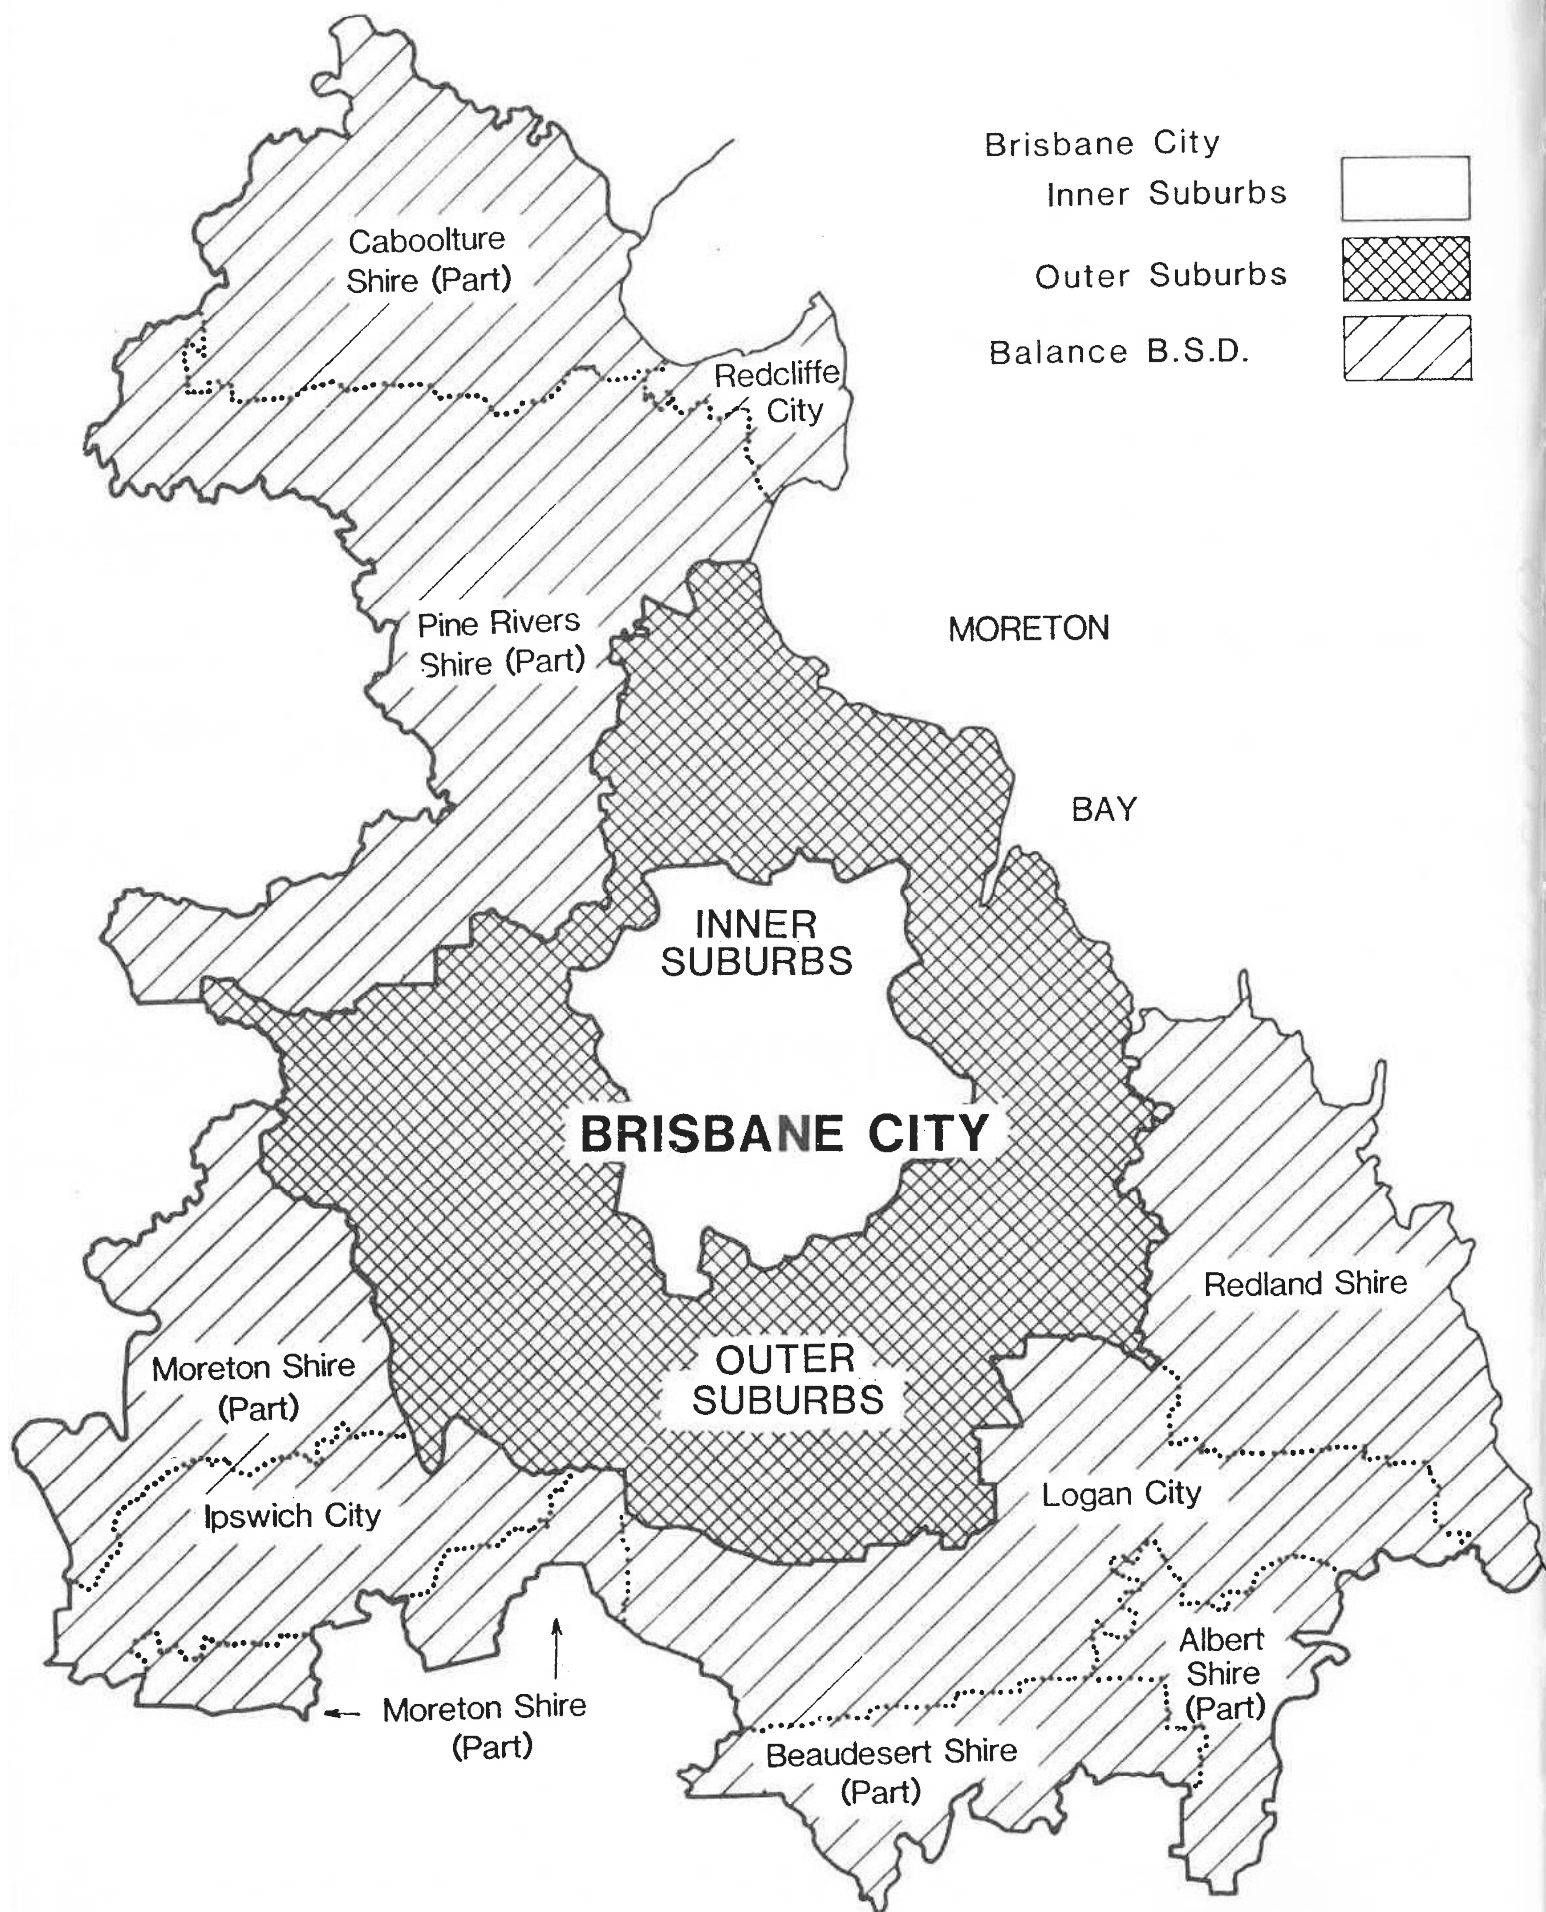 Brisbane City
Inner Suburbs
Outer Suburbs
Balance B.S.D.
Caboolture
Shire (Part)
Redcliffe
City
Pine Rivers
Shire (Part)
MORETON
BAY
INNER
SUBURBS
BRISBANE CITY
Redland Shire
OUTER
SUBURBS
Moreton Shire
(Part)
Logan City
Ipswich City
Albert
Shire
(Part)
Moreton Shire
(Part)
Beaudesert Shire
(Part)